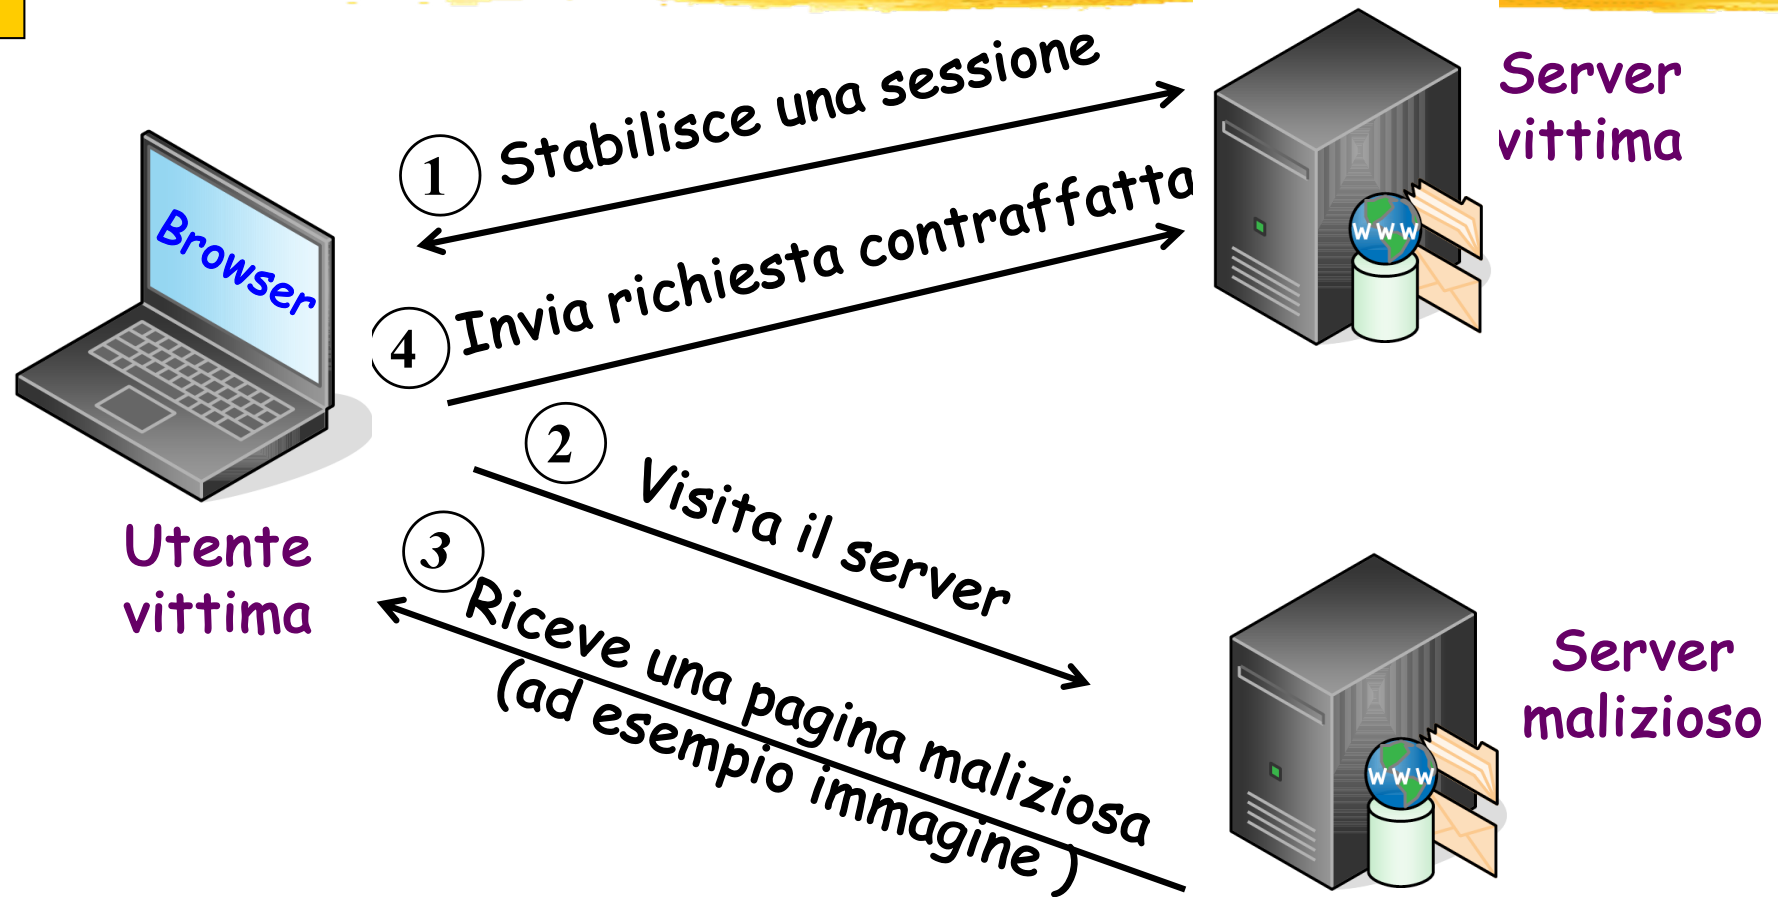 1 Stabilisce una sessione
Server
vittima
www
Browser
4 Invia richiesta contraffatta
2 Visita il server
Utente
vittima
3 Riceve una pagina maliziosa
(ad esempio immagine )
Server
malizioso
www